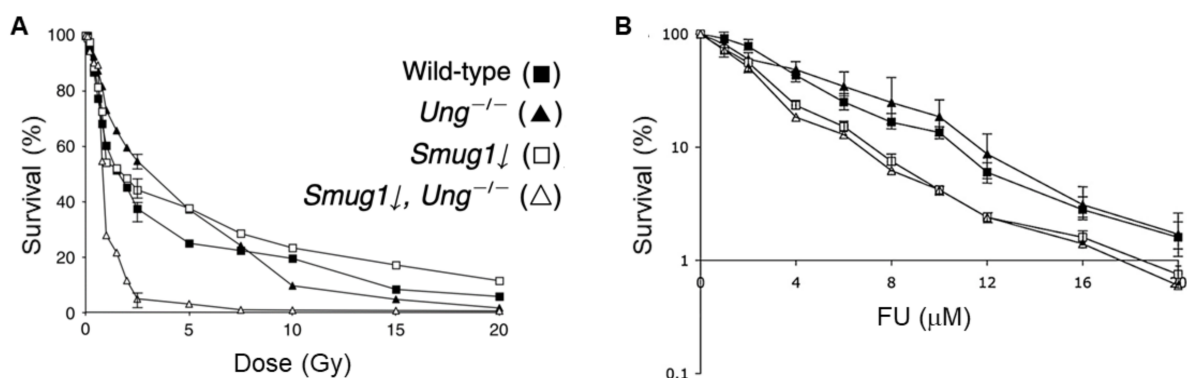 A
Survival (%)
100
80
60
40
20
0
0 5 10 15 20
Dose (Gy)
Wild-type (■)
Ung−/− (▲)
Smug1↓ (□)
Smug1↓, Ung−/− (△)
B
Survival (%)
100
10
1
0.1
0 4 8 12 16 20
FU (μM)